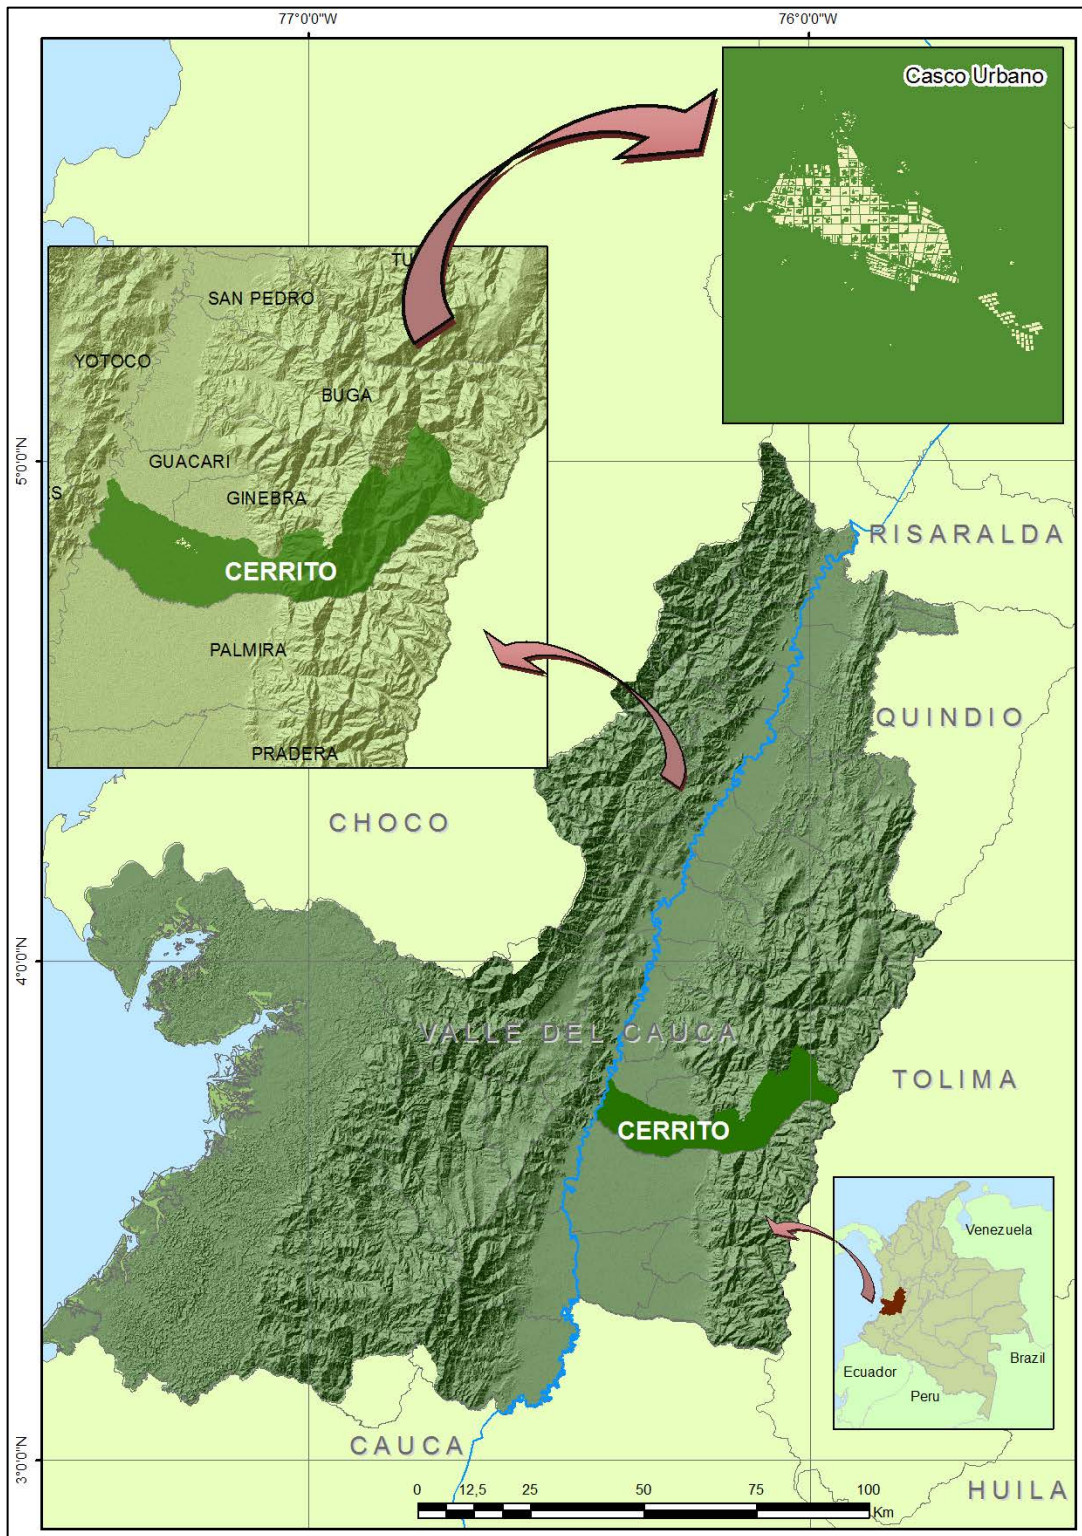 77°0'0"W
76°0'0"W
Casco Urbano
TU
SAN PEDRO
YOTOCO
BUGA
5°0'0"N
GUACARI
ES
GINEBRA
CERRITO
PALMIRA
PRADERA
RISARALDA
QUINDIO
CHOCO
4°0'0"N
VALLE DEL CAUCA
TOLIMA
CERRITO
Venezuela
Ecuador
Brazil
Peru
CAUCA
3°0'0"N
0 12,5 25 50 75 100
Km
HUILA